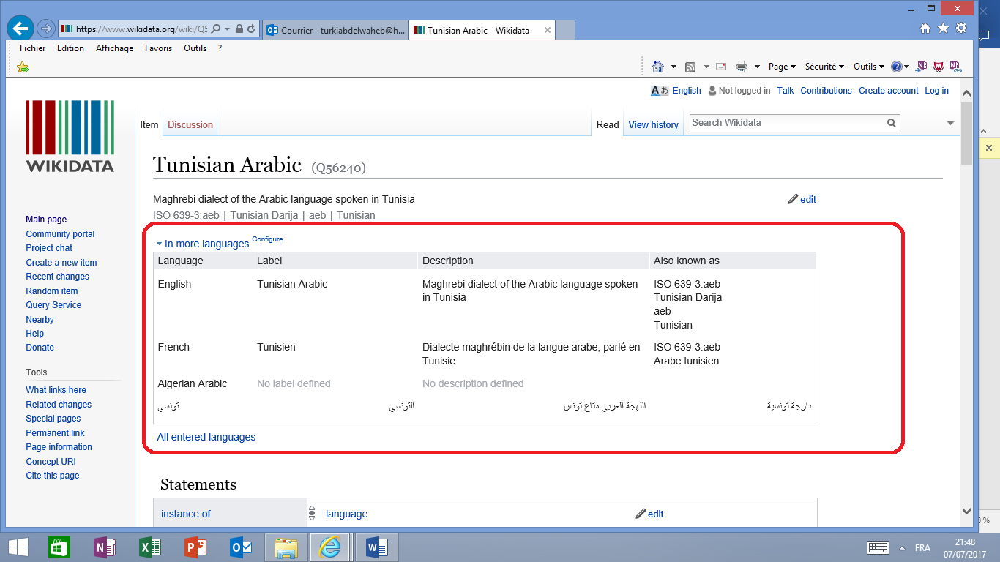 https://www.wikidata.org/wiki/Q5
Courrier - turkiabdelwaheb@h...
Tunisian Arabic - Wikidata
Fichier Edition Affichage Favoris Outils ?
Page Sécurité Outils
English Not logged in Talk Contributions Create account Log in
WIKIDATA
Item Discussion Read View history Search Wikidata
Tunisian Arabic (Q56240)
Maghrebi dialect of the Arabic language spoken in Tunisia edit
ISO 639-3:aeb | Tunisian Darija | aeb | Tunisian
Main page
Community portal
Project chat
Create a new item
Recent changes
Random item
Query Service
Nearby
Help
Donate
Tools
What links here
Related changes
Special pages
Permanent link
Page information
Concept URI
Cite this page
In more languages Configure
Language Label Description Also known as
English Tunisian Arabic Maghrebi dialect of the Arabic language spoken ISO 639-3:aeb
in Tunisia Tunisian Darija
aeb
Tunisian
French Tunisien Dialecte maghrébin de la langue arabe, parlé en ISO 639-3:aeb
Tunisie Arabe tunisien
Algerian Arabic No label defined No description defined
تونسي التونسي اللهجة العربي متاع تونس دارجة تونسية
All entered languages
Statements
instance of language edit
0 %
FRA
21:48
07/07/2017